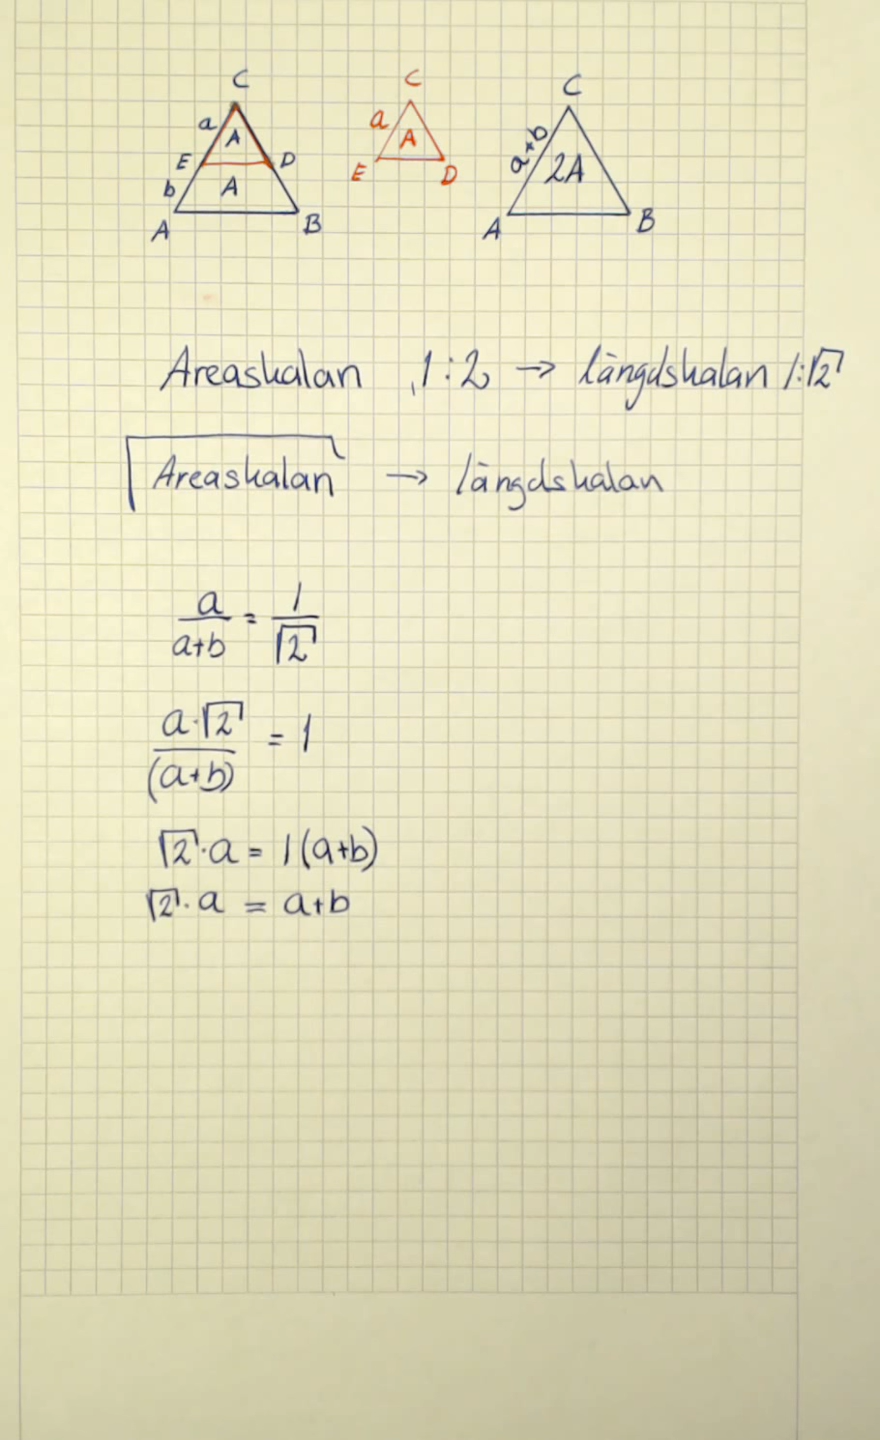 C
a
A
E
D
b
A
A
B
C
a
A
E
D
C
a+b
2A
A
B
Areaskalan 1:2 → längdskalan 1:√2
√Areaskalan → längdskalan
a/(a+b) = 1/√2
a·√2/(a+b) = 1
√2·a = 1(a+b)
√2·a = a+b